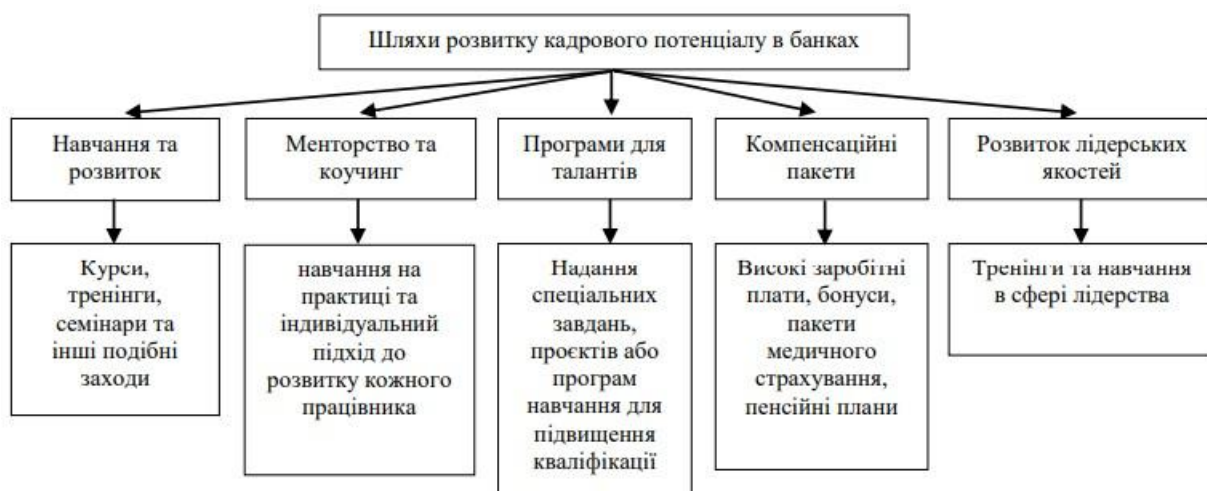 Шляхи розвитку кадрового потенціалу в банках
Навчання та
розвиток
Менторство та
коучинг
Програми для
талантів
Компенсаційні
пакети
Розвиток лідерських
якостей
Курси,
тренінги,
семінари та
інші подібні
заходи
навчання на
практиці та
індивідуальний
підхід до
розвитку кожного
працівника
Надання
спеціальних
завдань,
проєктів або
програм
навчання для
підвищення
кваліфікації
Високі заробітні
плати, бонуси,
пакети
медичного
страхування,
пенсійні плани
Тренінги та навчання
в сфері лідерства